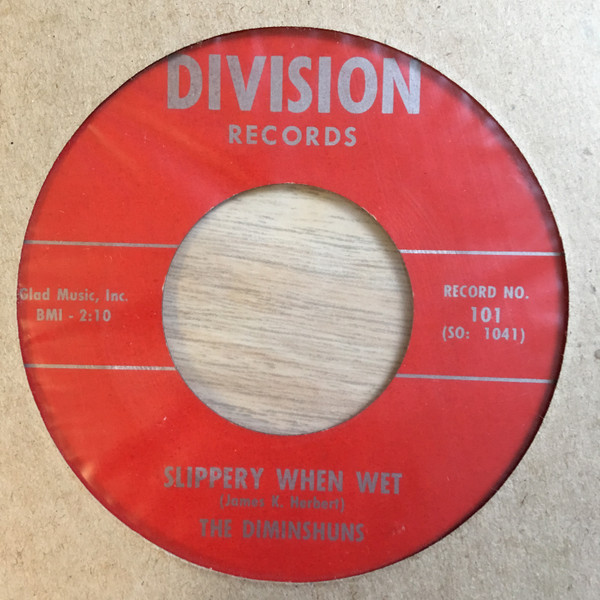 DIVISION
RECORDS
Glad Music, Inc.
BMI - 2:10
RECORD NO.
101
(SO: 1041)
SLIPPERY WHEN WET
(James K. Herbert)
THE DIMINSHUNS